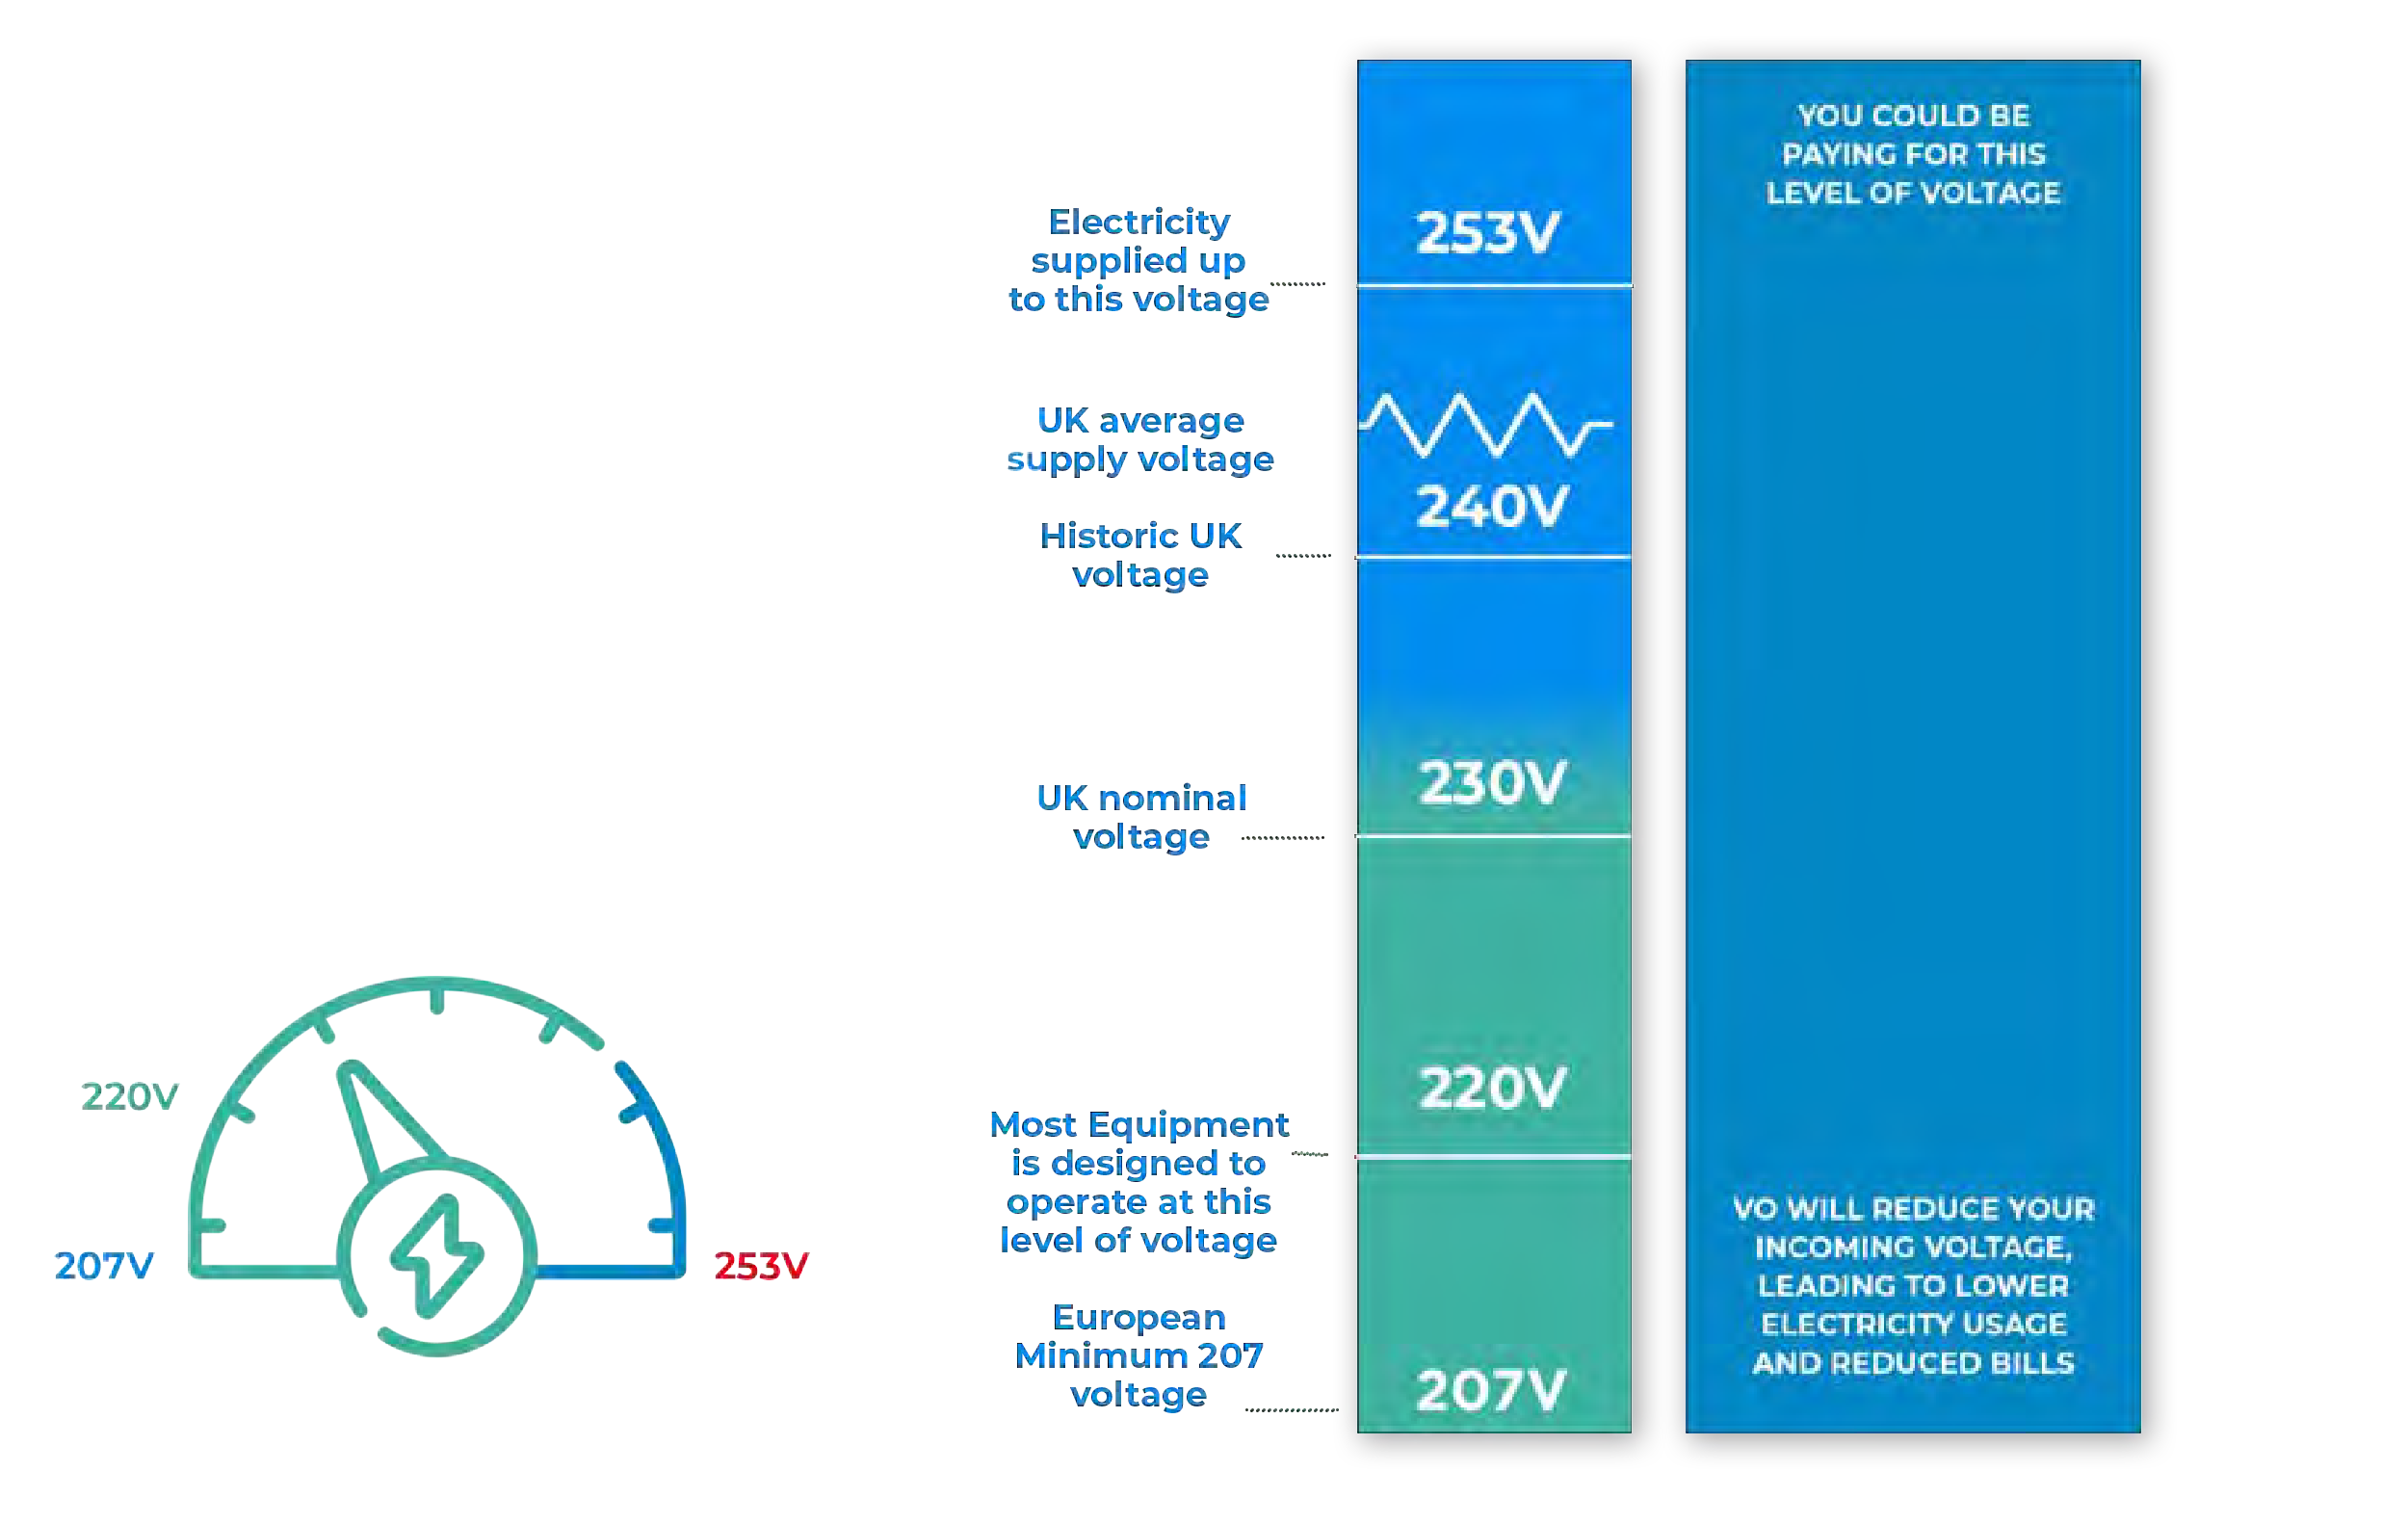 220V
207V
253V
Electricity
supplied up
to this voltage
UK average
supply voltage
Historic UK
voltage
UK nominal
voltage
Most Equipment
is designed to
operate at this
level of voltage
European
Minimum 207
voltage
253V
240V
230V
220V
207V
YOU COULD BE
PAYING FOR THIS
LEVEL OF VOLTAGE
VO WILL REDUCE YOUR
INCOMING VOLTAGE,
LEADING TO LOWER
ELECTRICITY USAGE
AND REDUCED BILLS